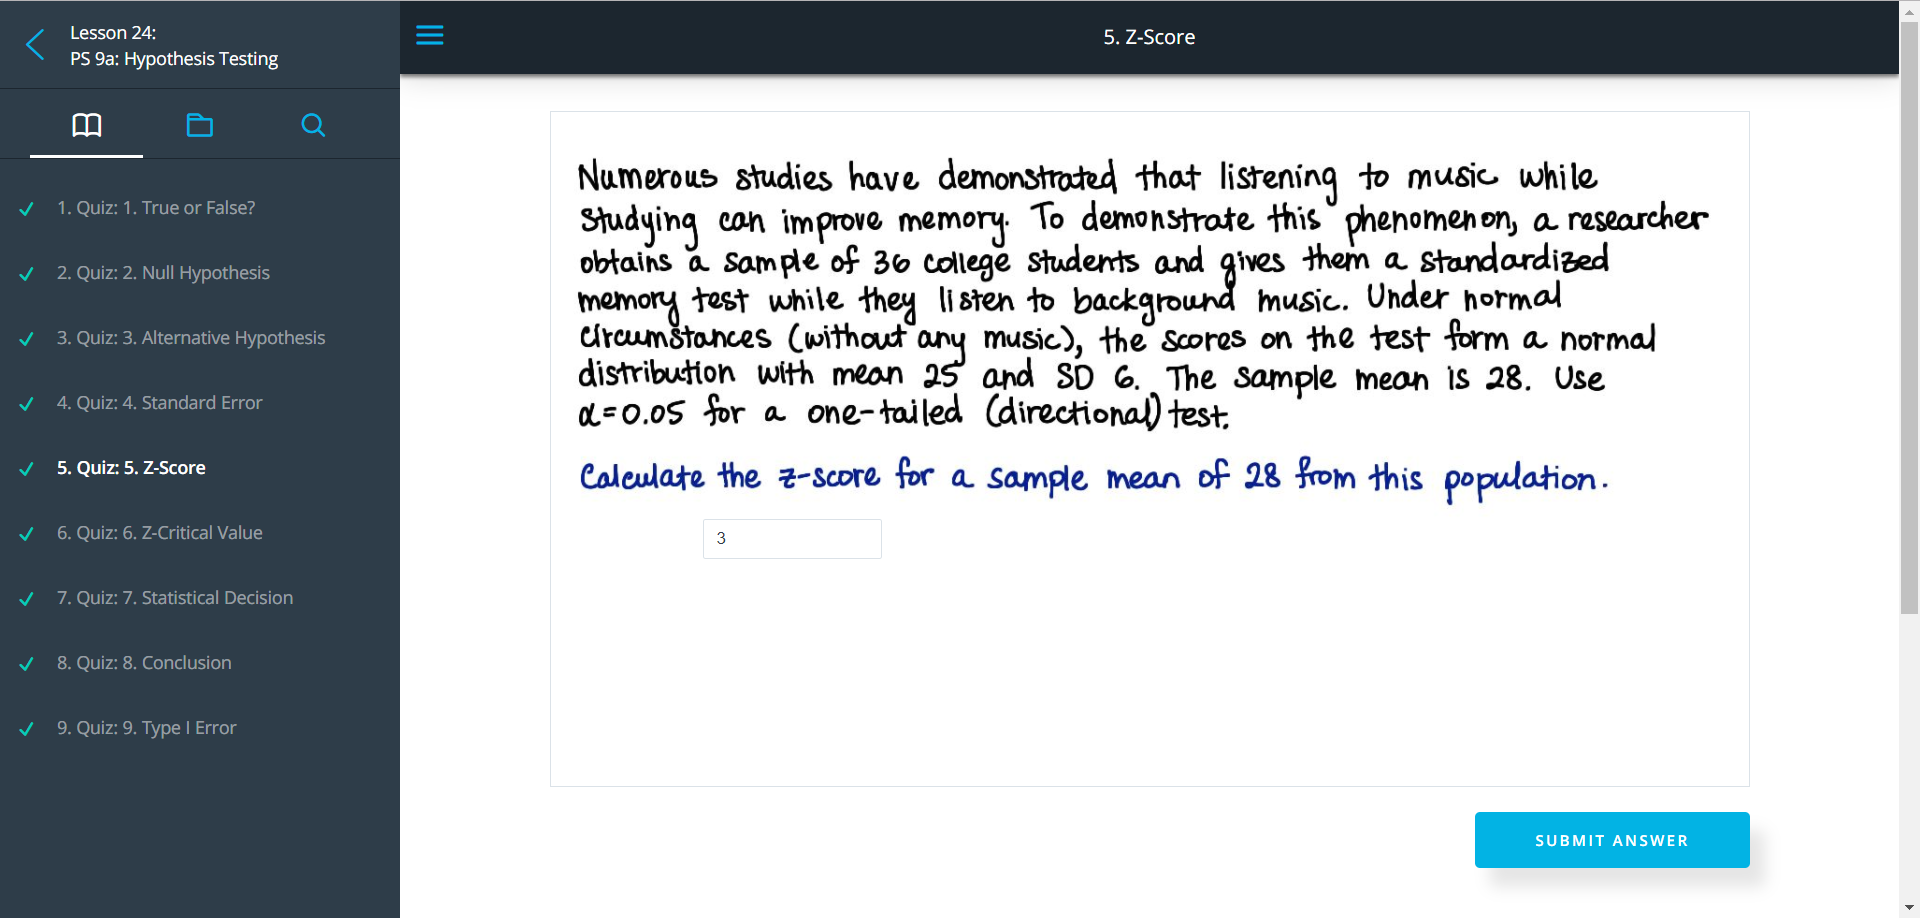 Lesson 24:
PS 9a: Hypothesis Testing
1. Quiz: 1. True or False?
2. Quiz: 2. Null Hypothesis
3. Quiz: 3. Alternative Hypothesis
4. Quiz: 4. Standard Error
5. Quiz: 5. Z-Score
6. Quiz: 6. Z-Critical Value
7. Quiz: 7. Statistical Decision
8. Quiz: 8. Conclusion
9. Quiz: 9. Type I Error
5. Z-Score
Numerous studies have demonstrated that listening to music while
studying can improve memory. To demonstrate this phenomenon, a researcher
obtains a sample of 36 college students and gives them a standardized
memory test while they listen to background music. Under normal
circumstances (without any music), the scores on the test form a normal
distribution with mean 25 and SD 6. The sample mean is 28. Use
α=0.05 for a one-tailed (directional) test.
Calculate the z-score for a sample mean of 28 from this population.
3
SUBMIT ANSWER